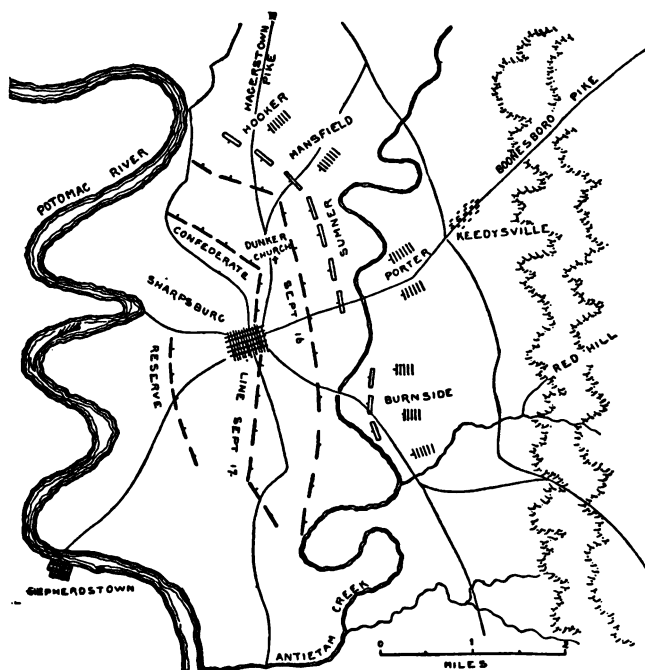 HAGERSTOWN
PIKE
HOOKER
MANSFIELD
POTOMAC RIVER
BOONESBORO PIKE
SUMNER
CONFEDERATE
DUNKER
CHURCH
KEEDYSVILLE
PORTER
SHARPSBURG
SEPT 16
RED HILL
RESERVE
LINE SEPT 17.
BURNSIDE
SHEPHERDSTOWN
ANTIETAM CREEK
0 1 2
MILES